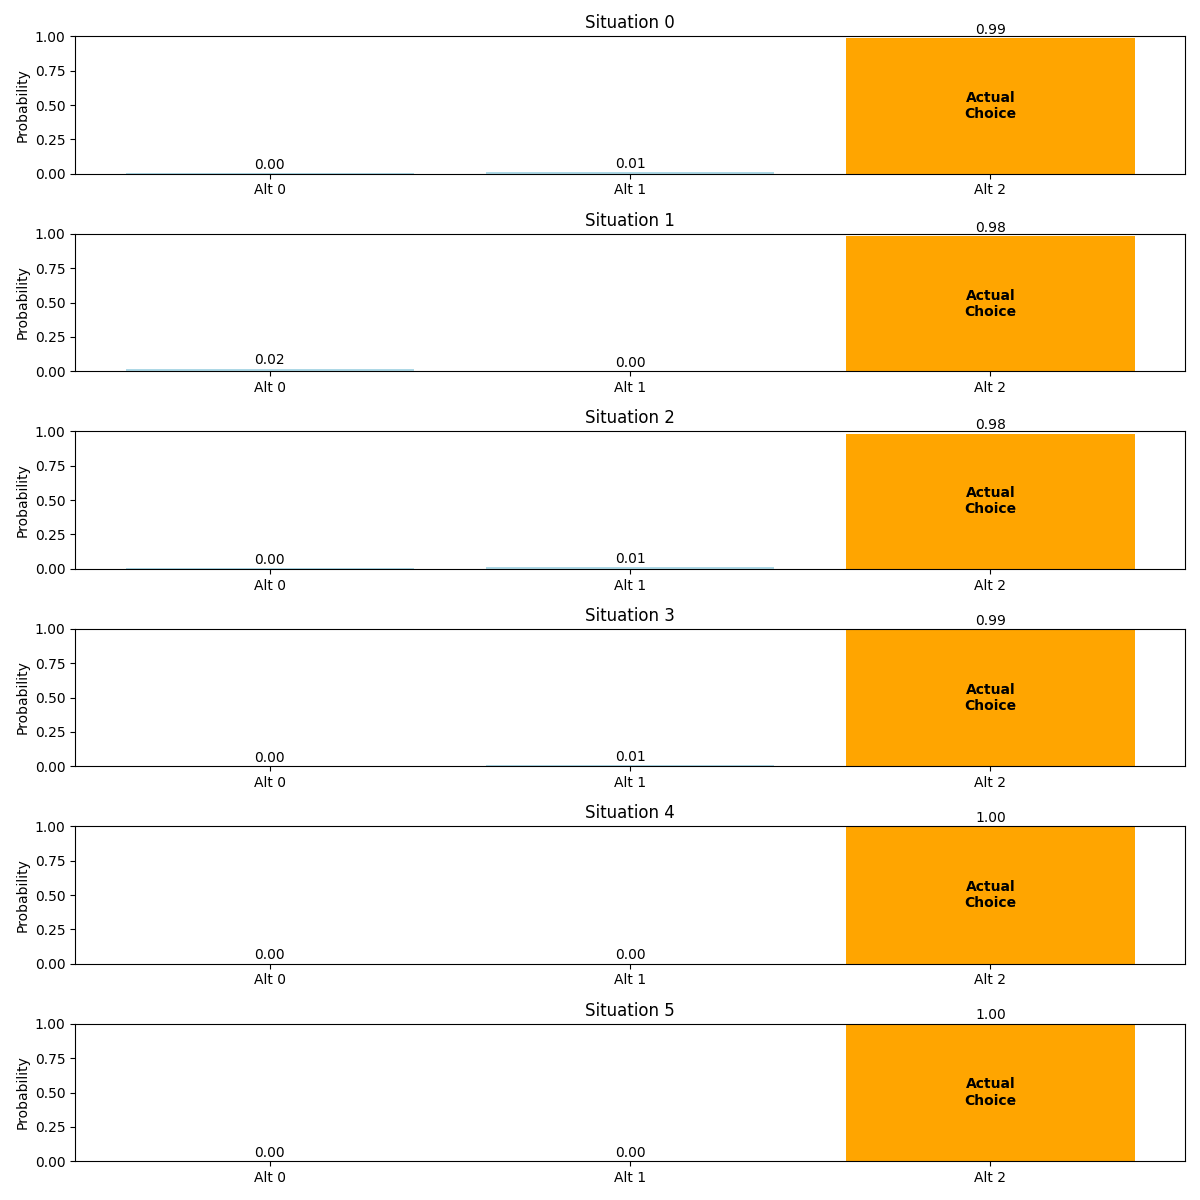 Situation 0
0.99
1.00
0.75
0.50
0.25
0.00
Probability
Actual
Choice
0.00
0.01
Alt 0
Alt 1
Alt 2
Situation 1
0.98
1.00
0.75
0.50
0.25
0.00
Probability
Actual
Choice
0.02
0.00
Alt 0
Alt 1
Alt 2
Situation 2
0.98
1.00
0.75
0.50
0.25
0.00
Probability
Actual
Choice
0.00
0.01
Alt 0
Alt 1
Alt 2
Situation 3
0.99
1.00
0.75
0.50
0.25
0.00
Probability
Actual
Choice
0.00
0.01
Alt 0
Alt 1
Alt 2
Situation 4
1.00
1.00
0.75
0.50
0.25
0.00
Probability
Actual
Choice
0.00
0.00
Alt 0
Alt 1
Alt 2
Situation 5
1.00
1.00
0.75
0.50
0.25
0.00
Probability
Actual
Choice
0.00
0.00
Alt 0
Alt 1
Alt 2